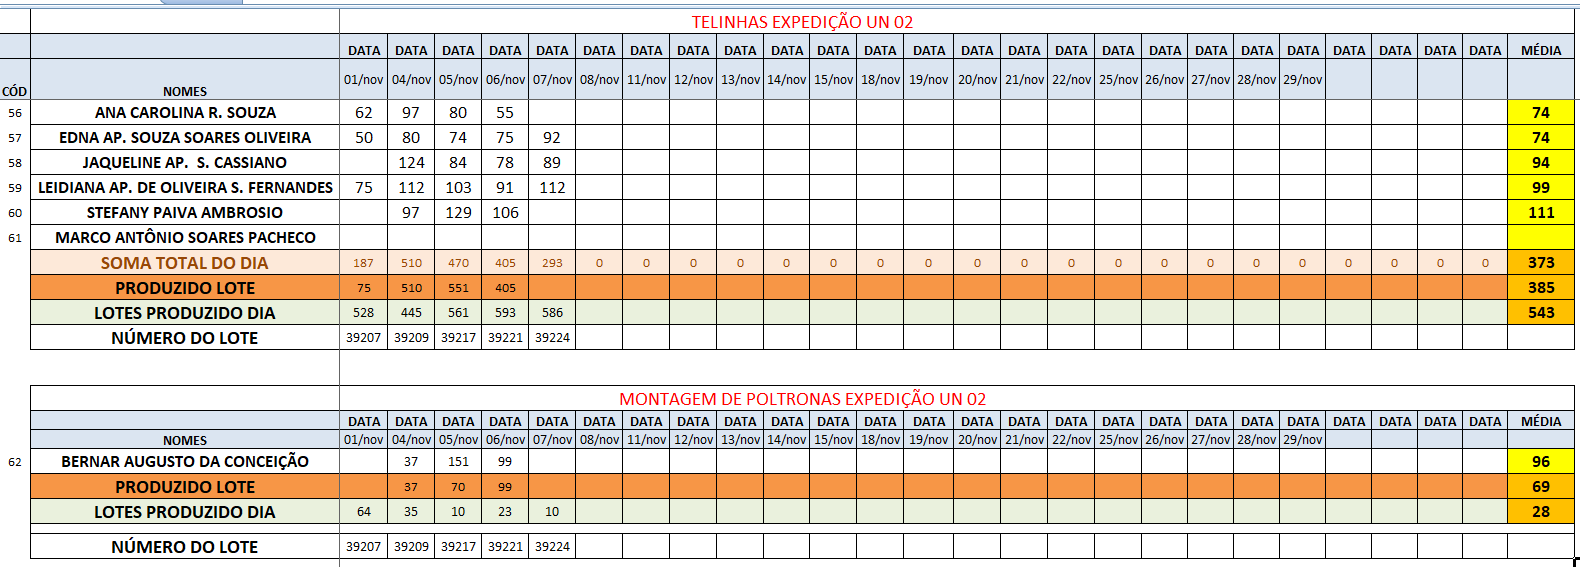 TELINHAS EXPEDIÇÃO UN 02
DATA DATA DATA DATA DATA DATA DATA DATA DATA DATA DATA DATA DATA DATA DATA DATA DATA DATA DATA DATA DATA DATA DATA DATA DATA MÉDIA
CÓD NOMES 01/nov 04/nov 05/nov 06/nov 07/nov 08/nov 11/nov 12/nov 13/nov 14/nov 15/nov 18/nov 19/nov 20/nov 21/nov 22/nov 25/nov 26/nov 27/nov 28/nov 29/nov
56 ANA CAROLINA R. SOUZA 62 97 80 55 74
57 EDNA AP. SOUZA SOARES OLIVEIRA 50 80 74 75 92 74
58 JAQUELINE AP. S. CASSIANO 124 84 78 89 94
59 LEIDIANA AP. DE OLIVEIRA S. FERNANDES 75 112 103 91 112 99
60 STEFANY PAIVA AMBROSIO 97 129 106 111
61 MARCO ANTÔNIO SOARES PACHECO
SOMA TOTAL DO DIA 187 510 470 405 293 0 0 0 0 0 0 0 0 0 0 0 0 0 0 0 0 0 0 0 0 373
PRODUZIDO LOTE 75 510 551 405 385
LOTES PRODUZIDO DIA 528 445 561 593 586 543
NÚMERO DO LOTE 39207 39209 39217 39221 39224
MONTAGEM DE POLTRONAS EXPEDIÇÃO UN 02
DATA DATA DATA DATA DATA DATA DATA DATA DATA DATA DATA DATA DATA DATA DATA DATA DATA DATA DATA DATA DATA DATA DATA DATA DATA MÉDIA
NOMES 01/nov 04/nov 05/nov 06/nov 07/nov 08/nov 11/nov 12/nov 13/nov 14/nov 15/nov 18/nov 19/nov 20/nov 21/nov 22/nov 25/nov 26/nov 27/nov 28/nov 29/nov
62 BERNAR AUGUSTO DA CONCEIÇÃO 37 151 99 96
PRODUZIDO LOTE 37 70 99 69
LOTES PRODUZIDO DIA 64 35 10 23 10 28
NÚMERO DO LOTE 39207 39209 39217 39221 39224